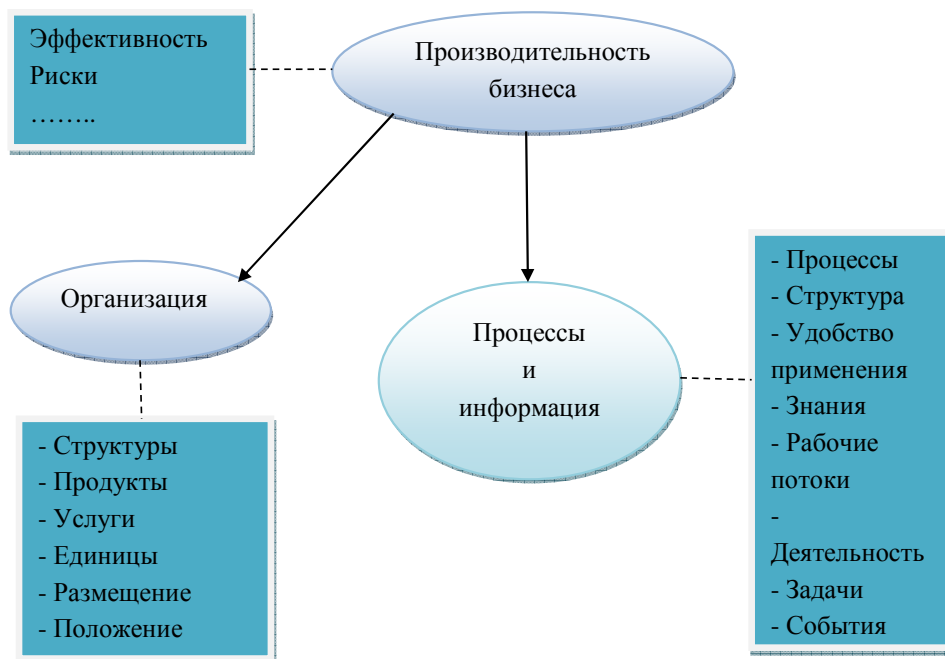 Эффективность
Риски
……..
Производительность
бизнеса
Организация
Процессы
и
информация
- Структуры
- Продукты
- Услуги
- Единицы
- Размещение
- Положение
- Процессы
- Структура
- Удобство
применения
- Знания
- Рабочие
потоки
-
Деятельность
- Задачи
- События